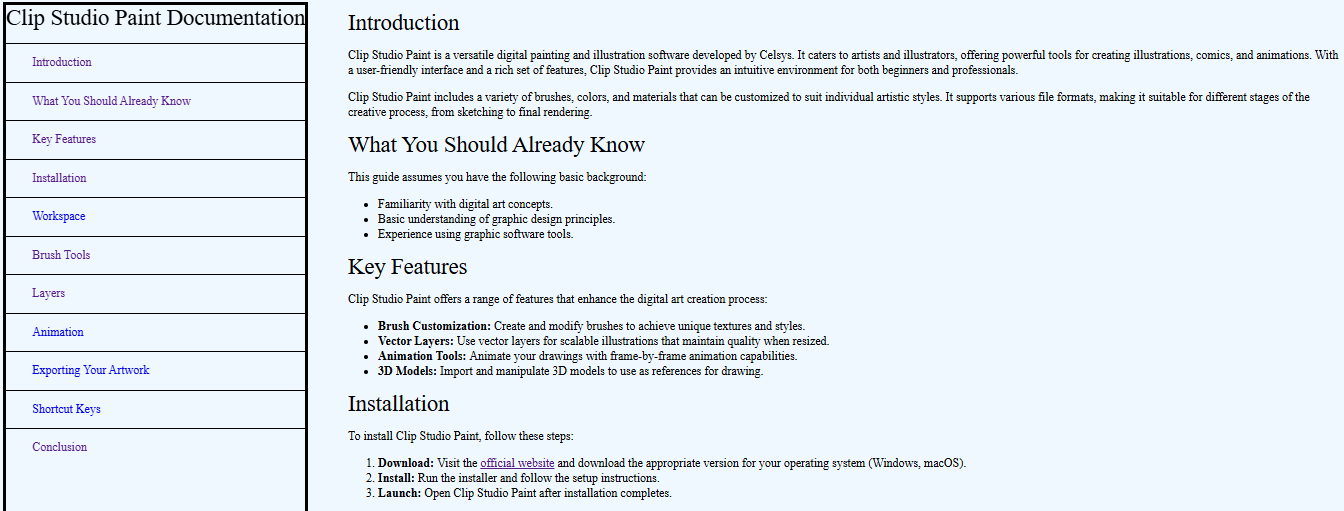 Clip Studio Paint Documentation
Introduction
What You Should Already Know
Key Features
Installation
Workspace
Brush Tools
Layers
Animation
Exporting Your Artwork
Shortcut Keys
Conclusion
Introduction
Clip Studio Paint is a versatile digital painting and illustration software developed by Celsys. It caters to artists and illustrators, offering powerful tools for creating illustrations, comics, and animations. With
a user-friendly interface and a rich set of features, Clip Studio Paint provides an intuitive environment for both beginners and professionals.
Clip Studio Paint includes a variety of brushes, colors, and materials that can be customized to suit individual artistic styles. It supports various file formats, making it suitable for different stages of the
creative process, from sketching to final rendering.
What You Should Already Know
This guide assumes you have the following basic background:
• Familiarity with digital art concepts.
• Basic understanding of graphic design principles.
• Experience using graphic software tools.
Key Features
Clip Studio Paint offers a range of features that enhance the digital art creation process:
• Brush Customization: Create and modify brushes to achieve unique textures and styles.
• Vector Layers: Use vector layers for scalable illustrations that maintain quality when resized.
• Animation Tools: Animate your drawings with frame-by-frame animation capabilities.
• 3D Models: Import and manipulate 3D models to use as references for drawing.
Installation
To install Clip Studio Paint, follow these steps:
1. Download: Visit the official website and download the appropriate version for your operating system (Windows, macOS).
2. Install: Run the installer and follow the setup instructions.
3. Launch: Open Clip Studio Paint after installation completes.